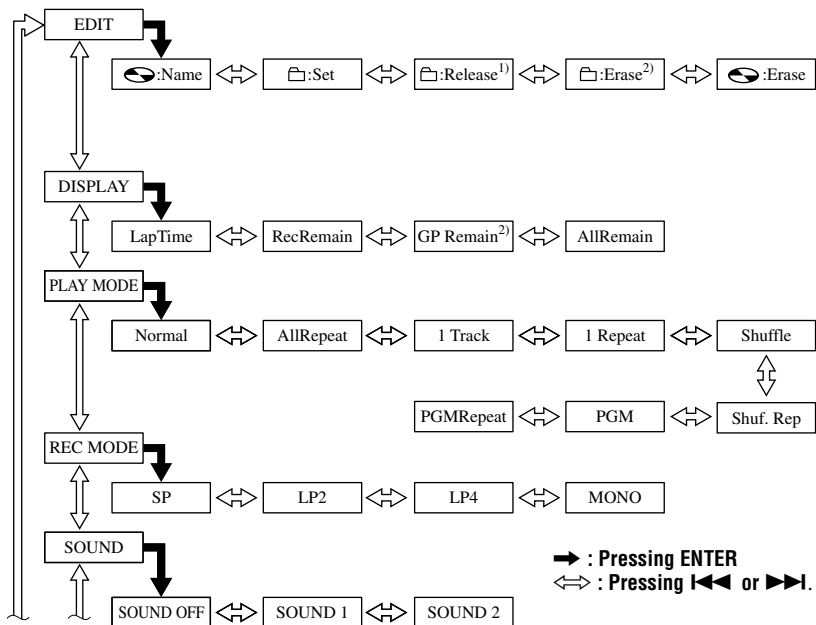 EDIT
:Name :Set :Release1) :Erase2) :Erase
DISPLAY
LapTime RecRemain GP Remain2) AllRemain
PLAY MODE
Normal AllRepeat 1 Track 1 Repeat Shuffle
PGMRepeat PGM Shuf. Rep
REC MODE
SP LP2 LP4 MONO
SOUND
: Pressing ENTER
: Pressing or .
SOUND OFF SOUND 1 SOUND 2